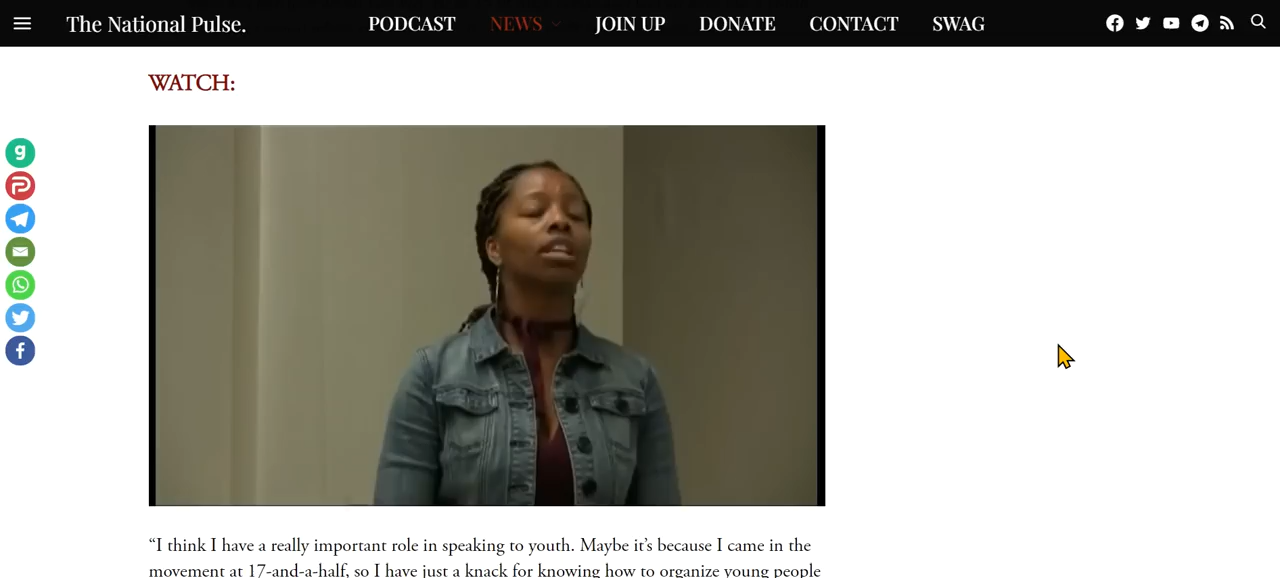 The National Pulse. PODCAST NEWS JOIN UP DONATE CONTACT SWAG
WATCH:
“I think I have a really important role in speaking to youth. Maybe it’s because I came in the
movement at 17-and-a-half, so I have just a knack for knowing how to organize young people